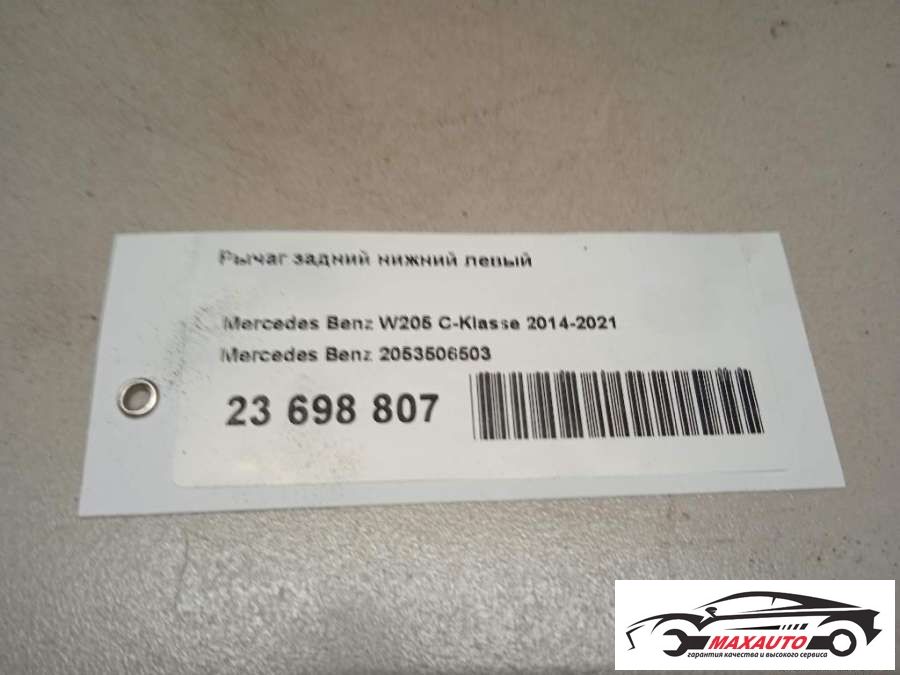 Рычаг задний нижний левый
Mercedes Benz W205 C-Klasse 2014-2021
Mercedes Benz 2053506503
23 698 807
MAXAUTO
гарантия качества и высокого сервиса